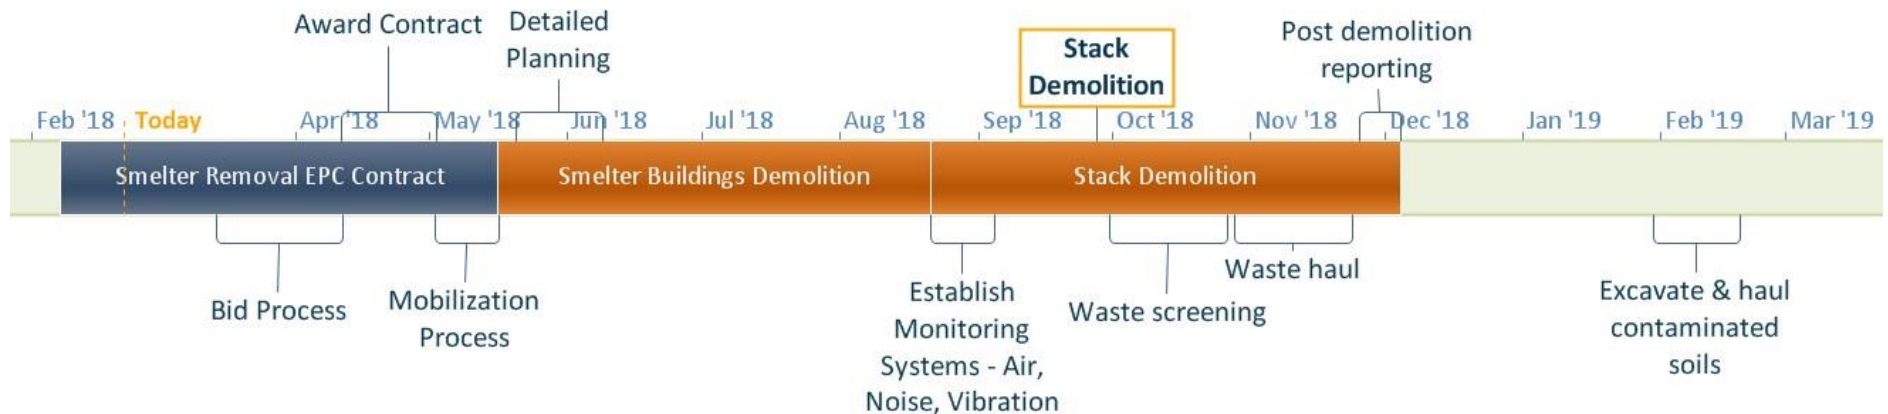 Award Contract
Detailed
Planning
Stack
Demolition
Post demolition
reporting
Feb '18 Today Apr '18 May '18 Jun '18 Jul '18 Aug '18 Sep '18 Oct '18 Nov '18 Dec '18 Jan '19 Feb '19 Mar '19
Smelter Removal EPC Contract Smelter Buildings Demolition Stack Demolition
Bid Process
Mobilization
Process
Establish
Monitoring
Systems - Air,
Noise, Vibration
Waste screening
Waste haul
Excavate & haul
contaminated
soils